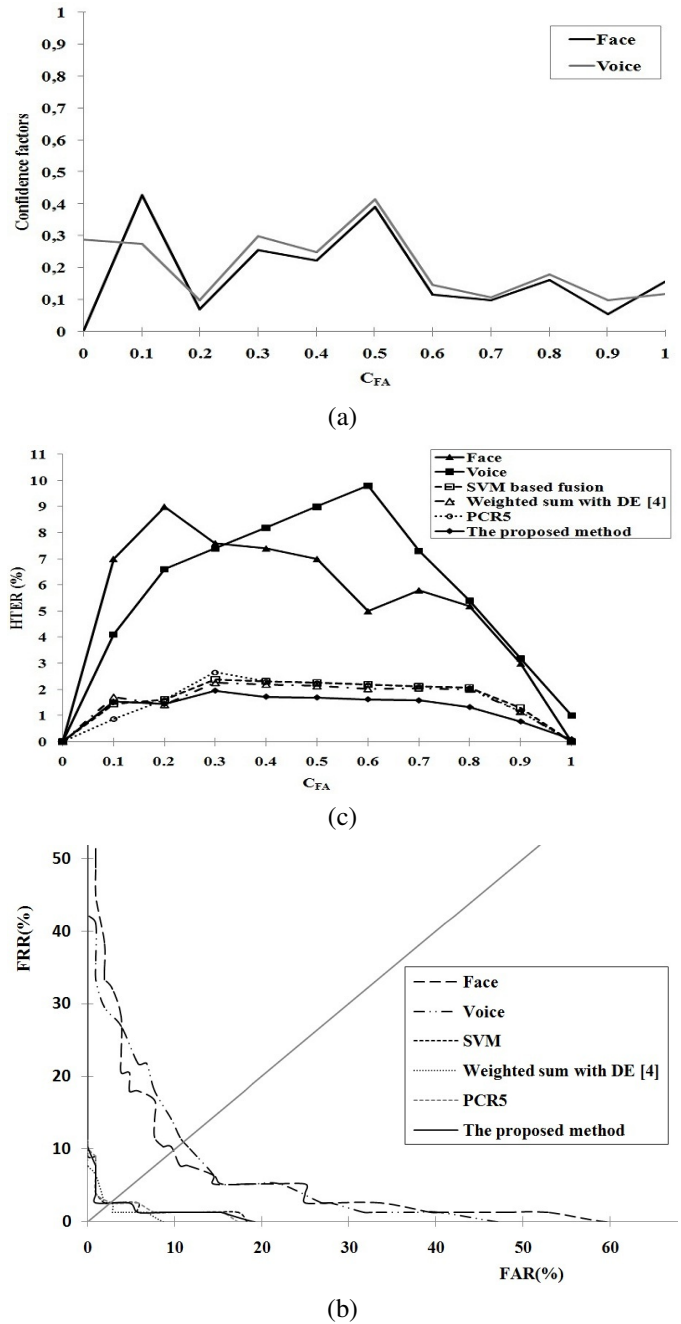 1
0,9
0,8
0,7
0,6
0,5
0,4
0,3
0,2
0,1
0
Confidence factors
Face
Voice
0 0.1 0.2 0.3 0.4 0.5 0.6 0.7 0.8 0.9 1
CFA
(a)
11
10
9
8
7
6
5
4
3
2
1
0
HTER (%)
Face
Voice
SVM based fusion
Weighted sum with DE [4]
PCR5
The proposed method
0 0.1 0.2 0.3 0.4 0.5 0.6 0.7 0.8 0.9 1
CFA
(c)
50
40
30
20
10
0
FRR(%)
Face
Voice
SVM
Weighted sum with DE [4]
PCR5
The proposed method
0 10 20 30 40 50 60
FAR(%)
(b)